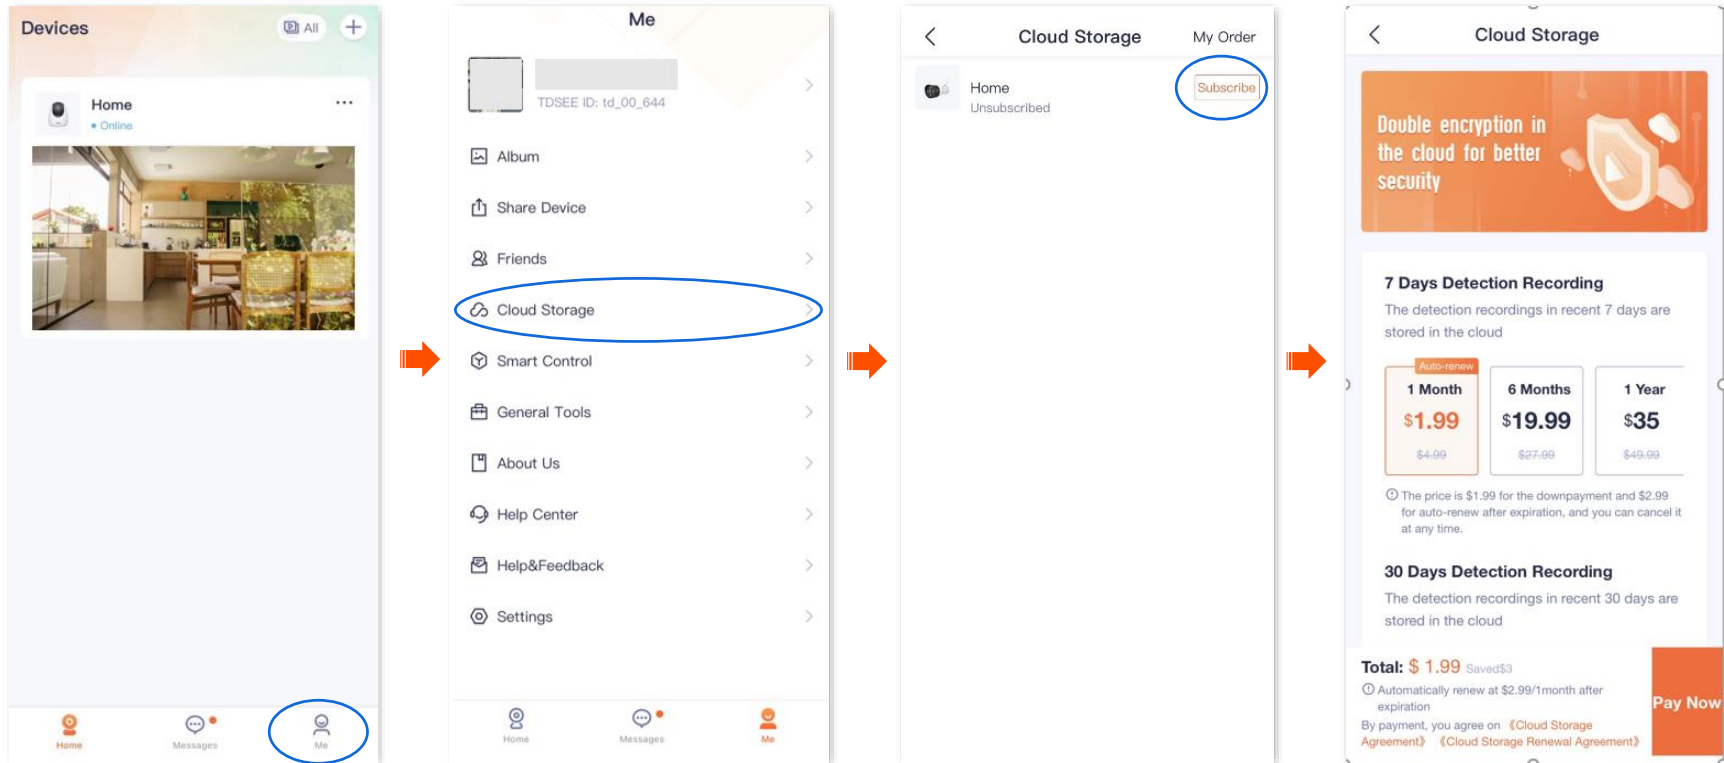 Devices
All
Home
• Online
Home
Messages
Me
Me
TDSEE ID: td_00_644
Album
Share Device
Friends
Cloud Storage
Smart Control
General Tools
About Us
Help Center
Help&Feedback
Settings
Home
Messages
Me
Cloud Storage
My Order
Home
Unsubscribed
Subscribe
Cloud Storage
Double encryption in
the cloud for better
security
7 Days Detection Recording
The detection recordings in recent 7 days are
stored in the cloud
Auto-renew
1 Month
$1.99
$4.99
6 Months
$19.99
$27.99
1 Year
$35
$49.99
The price is $1.99 for the downpayment and $2.99
for auto-renew after expiration, and you can cancel it
at any time.
30 Days Detection Recording
The detection recordings in recent 30 days are
stored in the cloud
Total: $ 1.99 Saved$3
Automatically renew at $2.99/1month after
expiration
By payment, you agree on 《Cloud Storage
Agreement》 《Cloud Storage Renewal Agreement》
Pay Now